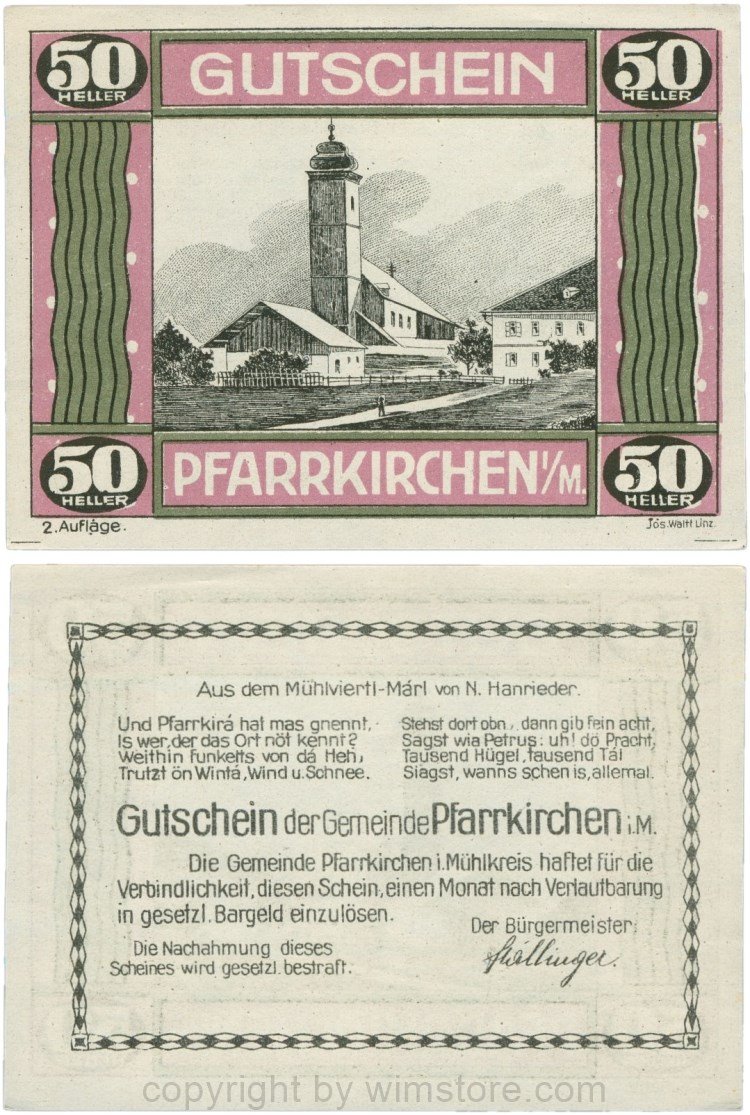 50 HELLER
GUTSCHEIN
50 HELLER
50 HELLER
PFARRKIRCHEN i/M.
50 HELLER
2. Auflage.
Jos. Waltl Linz.
Aus dem Mühlviertl-Márl von N. Hanrieder.
Und Pfarrkirá hat mas gnennt,
Is wer, der das Ort nöt kennt?
Weithin funkelts von dá Heh,
Trutzt ön Wintá, Wind u. Schnee.
Stehst dort obn, dann gib fein acht,
Sagst wia Petrus: uh! dö Pracht,
Tausend Hügel, tausend Tál
Siagst, wanns schen is, allemal.
Gutschein der Gemeinde Pfarrkirchen i.M.
Die Gemeinde Pfarrkirchen i. Mühlkreis haftet für die
Verbindlichkeit, diesen Schein, einen Monat nach Verlautbarung
in gesetzl. Bargeld einzulösen.
Der Bürgermeister:
Die Nachahmung dieses
Scheines wird gesetzl. bestraft.
copyright by wimstore.com